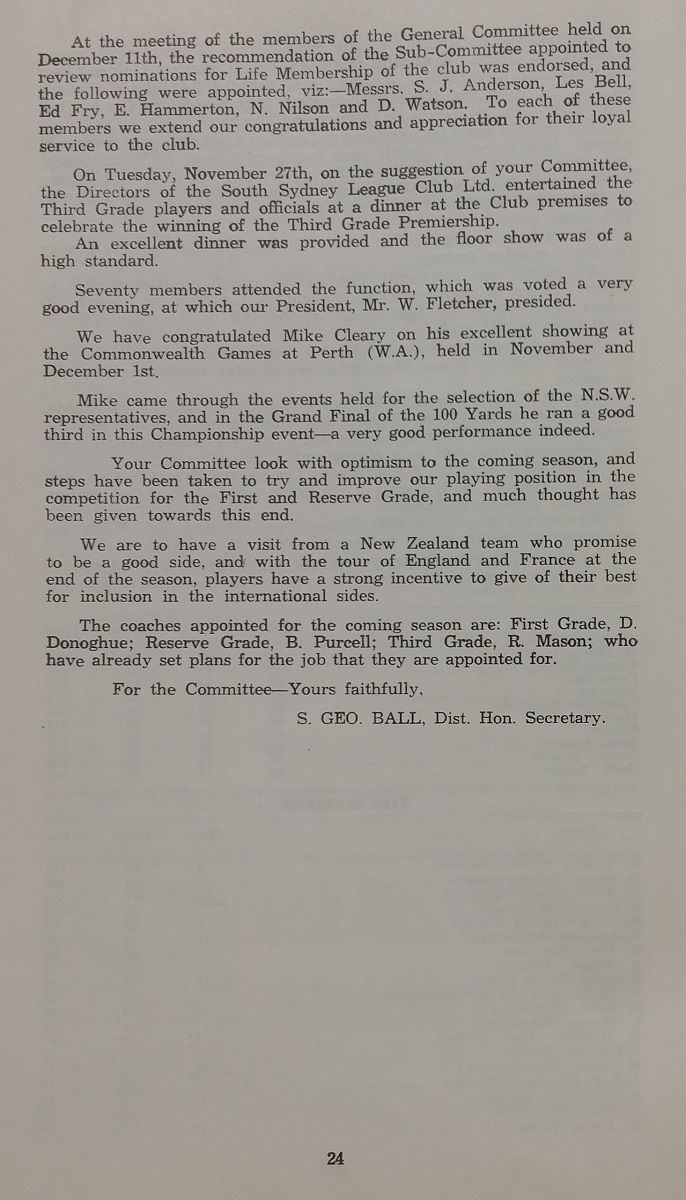 At the meeting of the members of the General Committee held on
December 11th, the recommendation of the Sub-Committee appointed to
review nominations for Life Membership of the club was endorsed, and
the following were appointed, viz:—Messrs. S. J. Anderson, Les Bell,
Ed Fry, E. Hammerton, N. Nilson and D. Watson. To each of these
members we extend our congratulations and appreciation for their loyal
service to the club.
On Tuesday, November 27th, on the suggestion of your Committee,
the Directors of the South Sydney League Club Ltd. entertained the
Third Grade players and officials at a dinner at the Club premises to
celebrate the winning of the Third Grade Premiership.
An excellent dinner was provided and the floor show was of a
high standard.
Seventy members attended the function, which was voted a very
good evening, at which our President, Mr. W. Fletcher, presided.
We have congratulated Mike Cleary on his excellent showing at
the Commonwealth Games at Perth (W.A.), held in November and
December 1st.
Mike came through the events held for the selection of the N.S.W.
representatives, and in the Grand Final of the 100 Yards he ran a good
third in this Championship event—a very good performance indeed.
Your Committee look with optimism to the coming season, and
steps have been taken to try and improve our playing position in the
competition for the First and Reserve Grade, and much thought has
been given towards this end.
We are to have a visit from a New Zealand team who promise
to be a good side, and with the tour of England and France at the
end of the season, players have a strong incentive to give of their best
for inclusion in the international sides.
The coaches appointed for the coming season are: First Grade, D.
Donoghue; Reserve Grade, B. Purcell; Third Grade, R. Mason; who
have already set plans for the job that they are appointed for.
For the Committee—Yours faithfully,
S. GEO. BALL, Dist. Hon. Secretary.
24